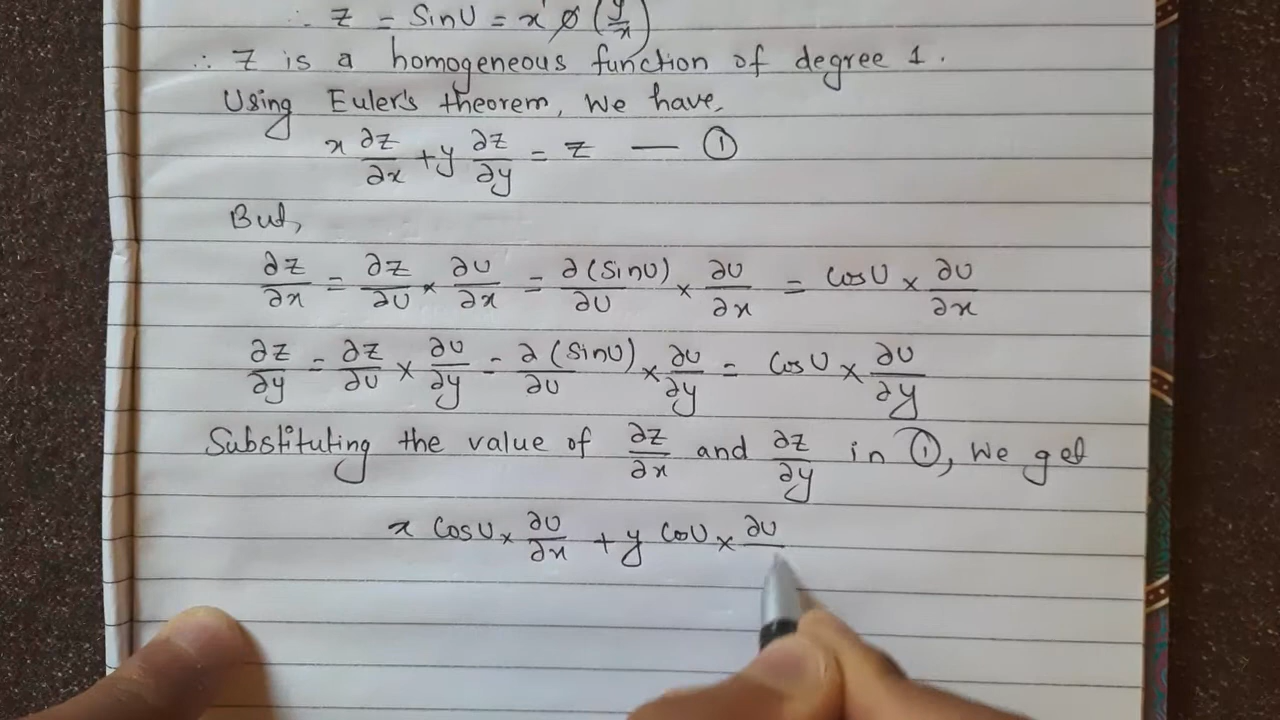 ∴ Z = SinU = x¹ φ (y/x)
∴ Z is a homogeneous function of degree 1.
Using Euler's theorem, We have,
x ∂Z/∂x + y ∂Z/∂y = Z — ①
But,
∂Z/∂x = ∂Z/∂U × ∂U/∂x = ∂(SinU)/∂U × ∂U/∂x = CosU × ∂U/∂x
∂Z/∂y = ∂Z/∂U × ∂U/∂y = ∂(SinU)/∂U × ∂U/∂y = CosU × ∂U/∂y
Substituting the value of ∂Z/∂x and ∂Z/∂y in ①, We get
x CosU × ∂U/∂x + y CosU × ∂U/